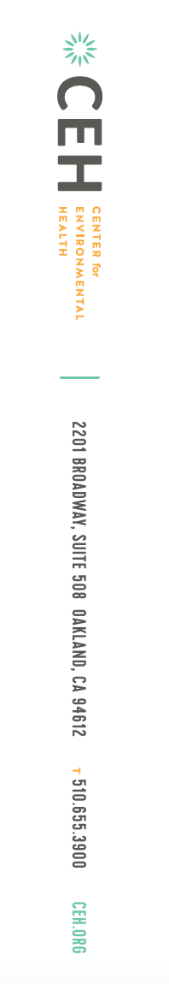 CEH
CENTER for
ENVIRONMENTAL
HEALTH
2201 BROADWAY, SUITE 508 OAKLAND, CA 94612
T 510.655.3900
CEH.ORG